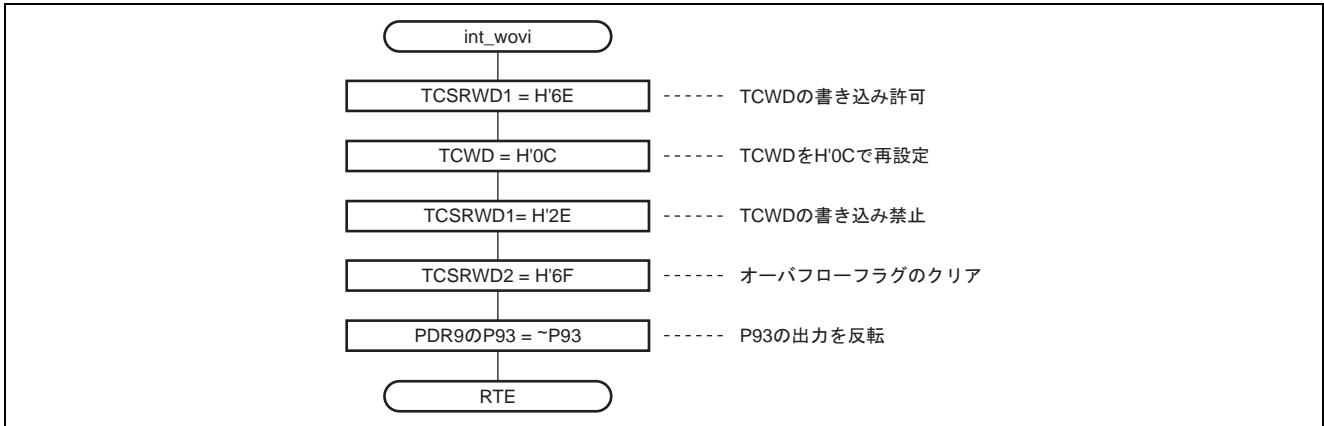 int_wovi
TCSRWD1 = H'6E ------ TCWDの書き込み許可
TCWD = H'0C ------ TCWDをH'0Cで再設定
TCSRWD1= H'2E ------ TCWDの書き込み禁止
TCSRWD2 = H'6F ------ オーバフローフラグのクリア
PDR9のP93 = ~P93 ------ P93の出力を反転
RTE